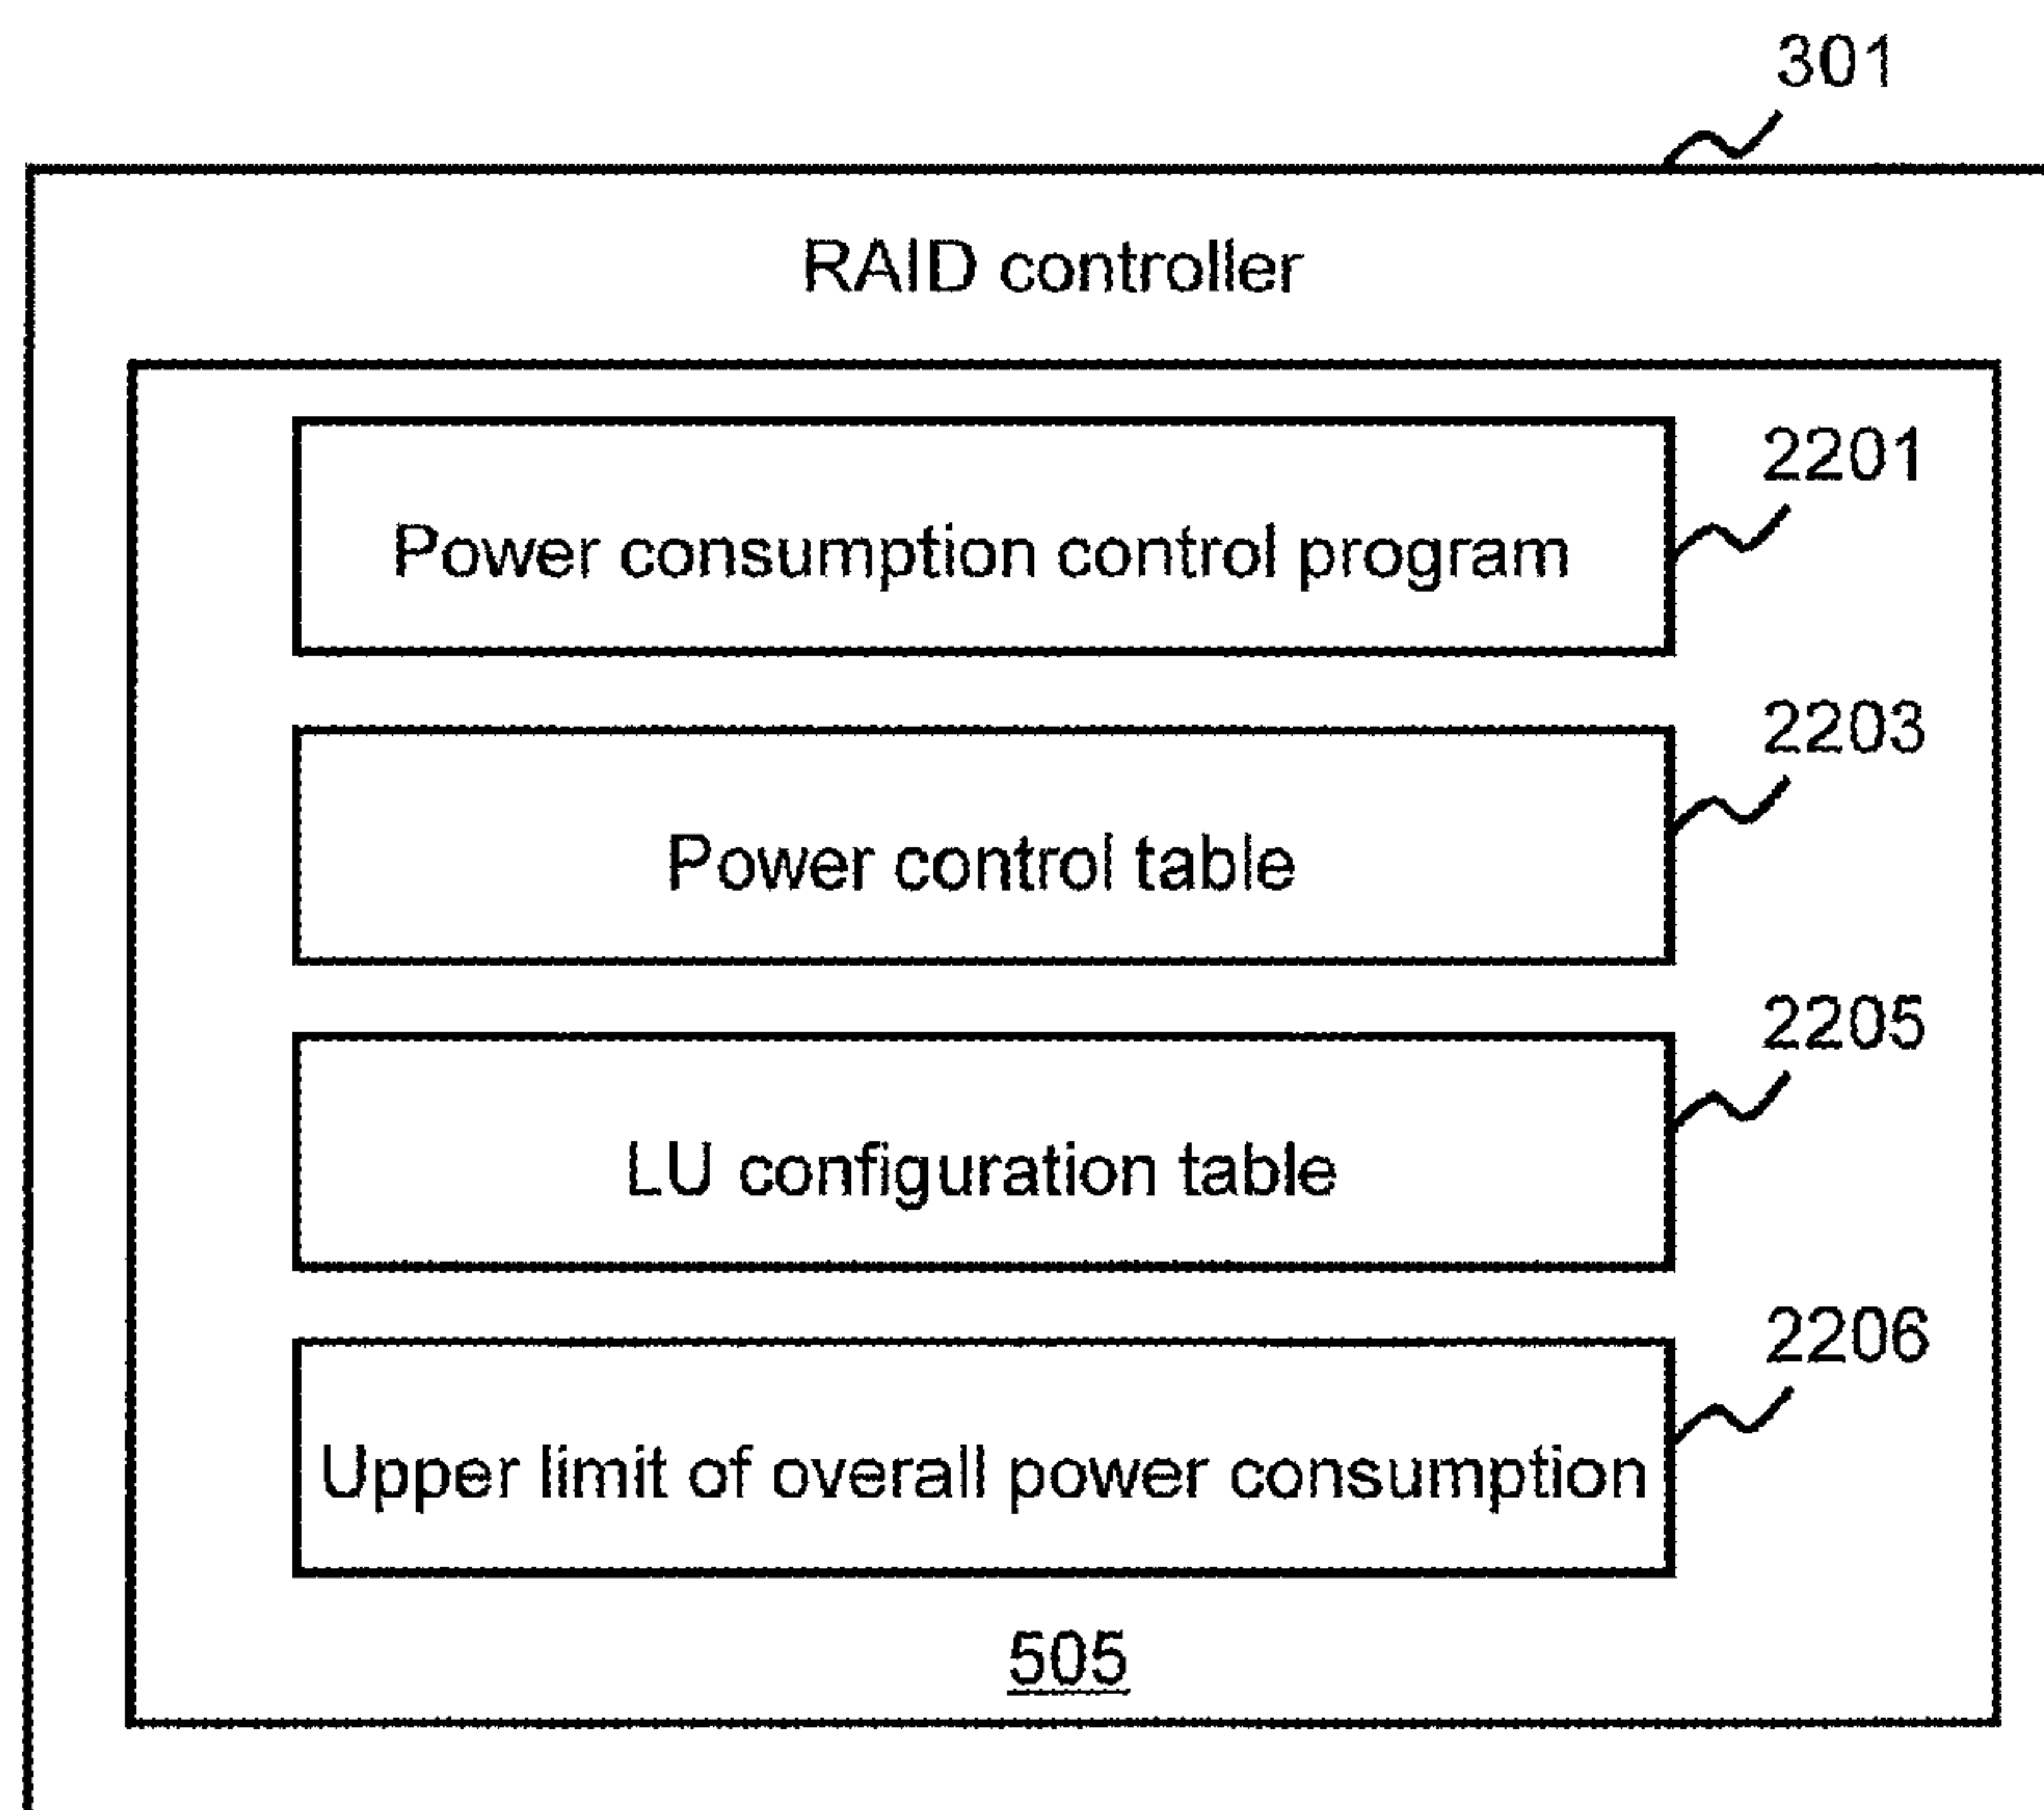 301
RAID controller
2201
Power consumption control program
2203
Power control table
2205
LU configuration table
2206
Upper limit of overall power consumption
505